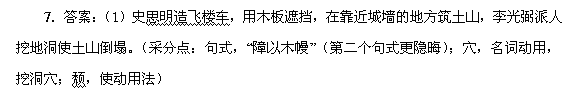 7. 答案：（1）史思明造飞楼车，用木板遮挡，在靠近城墙的地方筑土山，李光弼派人
挖地洞使土山倒塌。（采分点：句式，“障以木幔”（第二个句式更隐晦）；穴，名词动用，
挖洞穴；颓，使动用法）